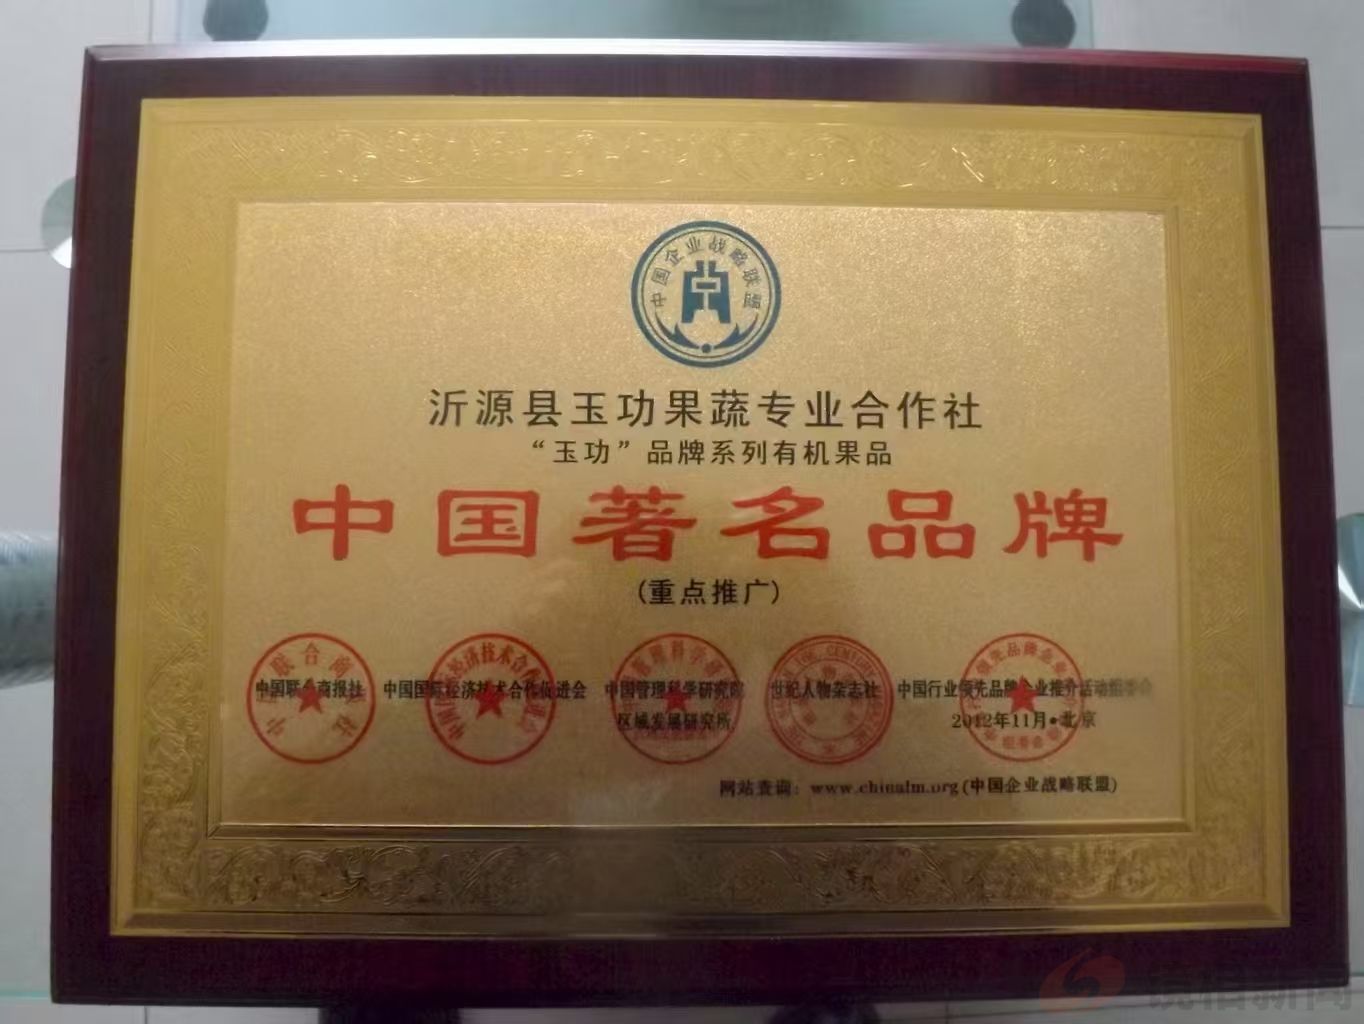 中国企业战略联盟
沂源县玉功果蔬专业合作社
“玉功”品牌系列有机果品
中国著名品牌
(重点推广)
中国联合商报社 中国国际经济技术合作促进会 中国管理科学研究院 世纪人物杂志社 中国行业领先品牌企业推介活动组委会
区域发展研究所 2012年11月•北京
网站查询：www.chinalm.org(中国企业战略联盟)